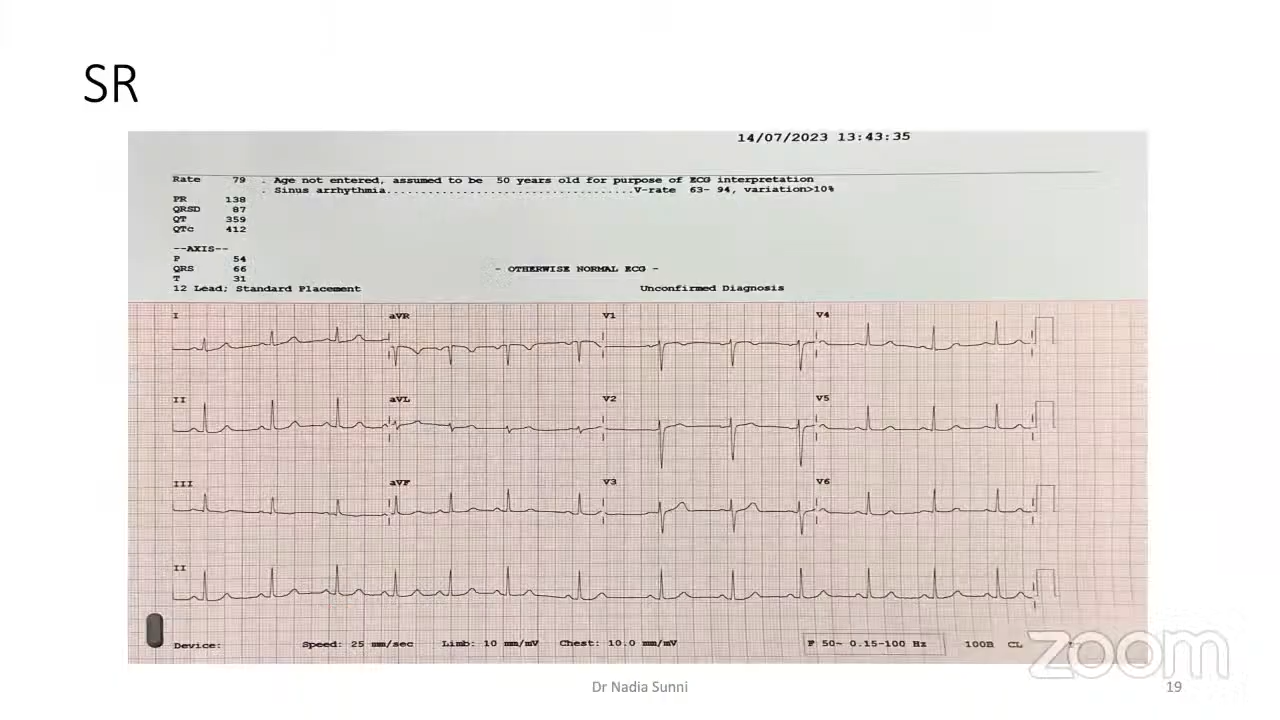 SR
14/07/2023 13:43:35
Rate 79 . Age not entered, assumed to be 50 years old for purpose of ECG interpretation
. Sinus arrhythmia...................................V-rate 63- 94, variation>10%
PR 138
QRSD 87
QT 359
QTc 412
--AXIS--
P 54
QRS 66 - OTHERWISE NORMAL ECG -
T 31
12 Lead; Standard Placement Unconfirmed Diagnosis
I aVR V1 V4
II aVL V2 V5
III aVF V3 V6
II
Device: Speed: 25 mm/sec Limb: 10 mm/mV Chest: 10.0 mm/mV F 50~ 0.15-100 Hz 100B CL
zoom
Dr Nadia Sunni 19